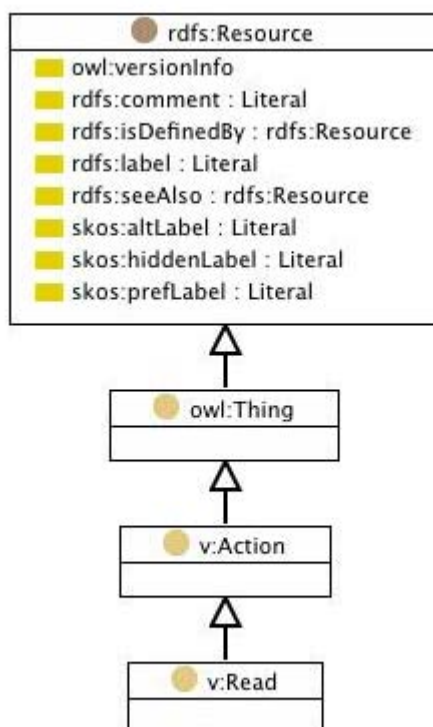 rdfs:Resource
owl:versionInfo
rdfs:comment : Literal
rdfs:isDefinedBy : rdfs:Resource
rdfs:label : Literal
rdfs:seeAlso : rdfs:Resource
skos:altLabel : Literal
skos:hiddenLabel : Literal
skos:prefLabel : Literal
owl:Thing
v:Action
v:Read